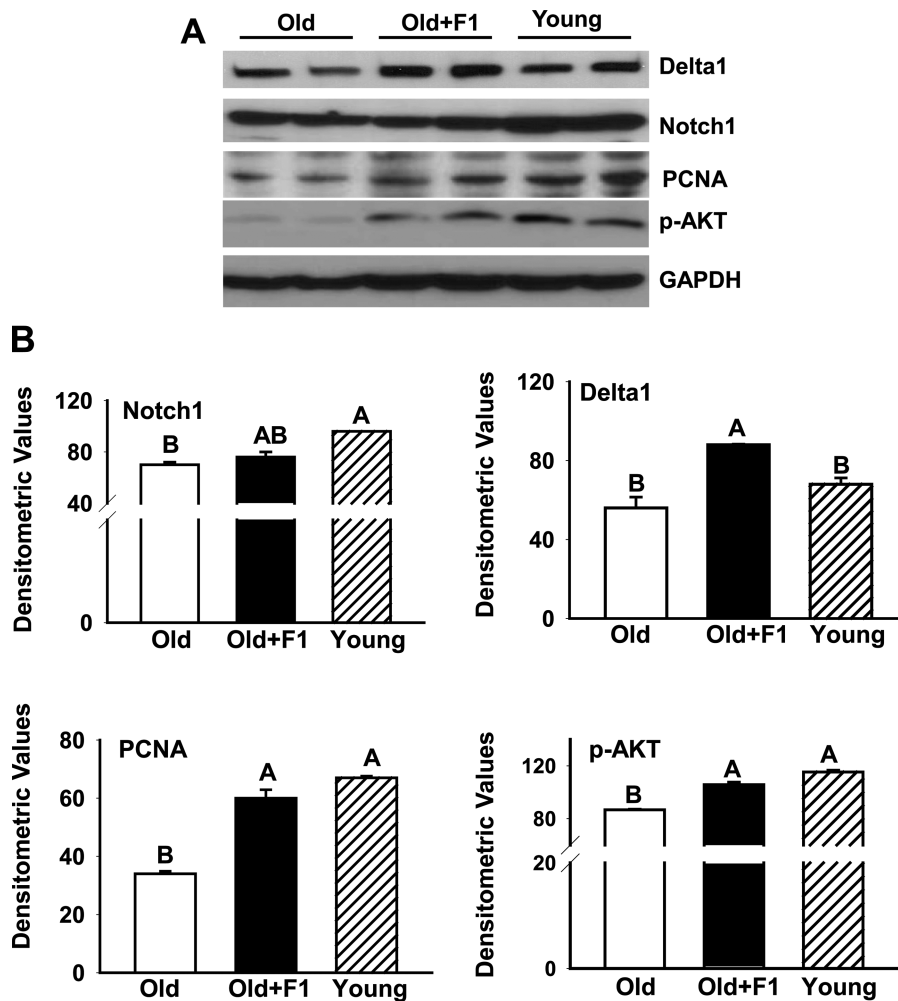 A
Old Old+F1 Young
Delta1
Notch1
PCNA
p-AKT
GAPDH
B
Densitometric Values
Notch1
120
80
40
0
B
AB
A
Old Old+F1 Young
Densitometric Values
Delta1
120
80
40
0
B
A
B
Old Old+F1 Young
Densitometric Values
PCNA
80
60
40
20
0
B
A
A
Old Old+F1 Young
Densitometric Values
p-AKT
120
80
20
0
B
A
A
Old Old+F1 Young